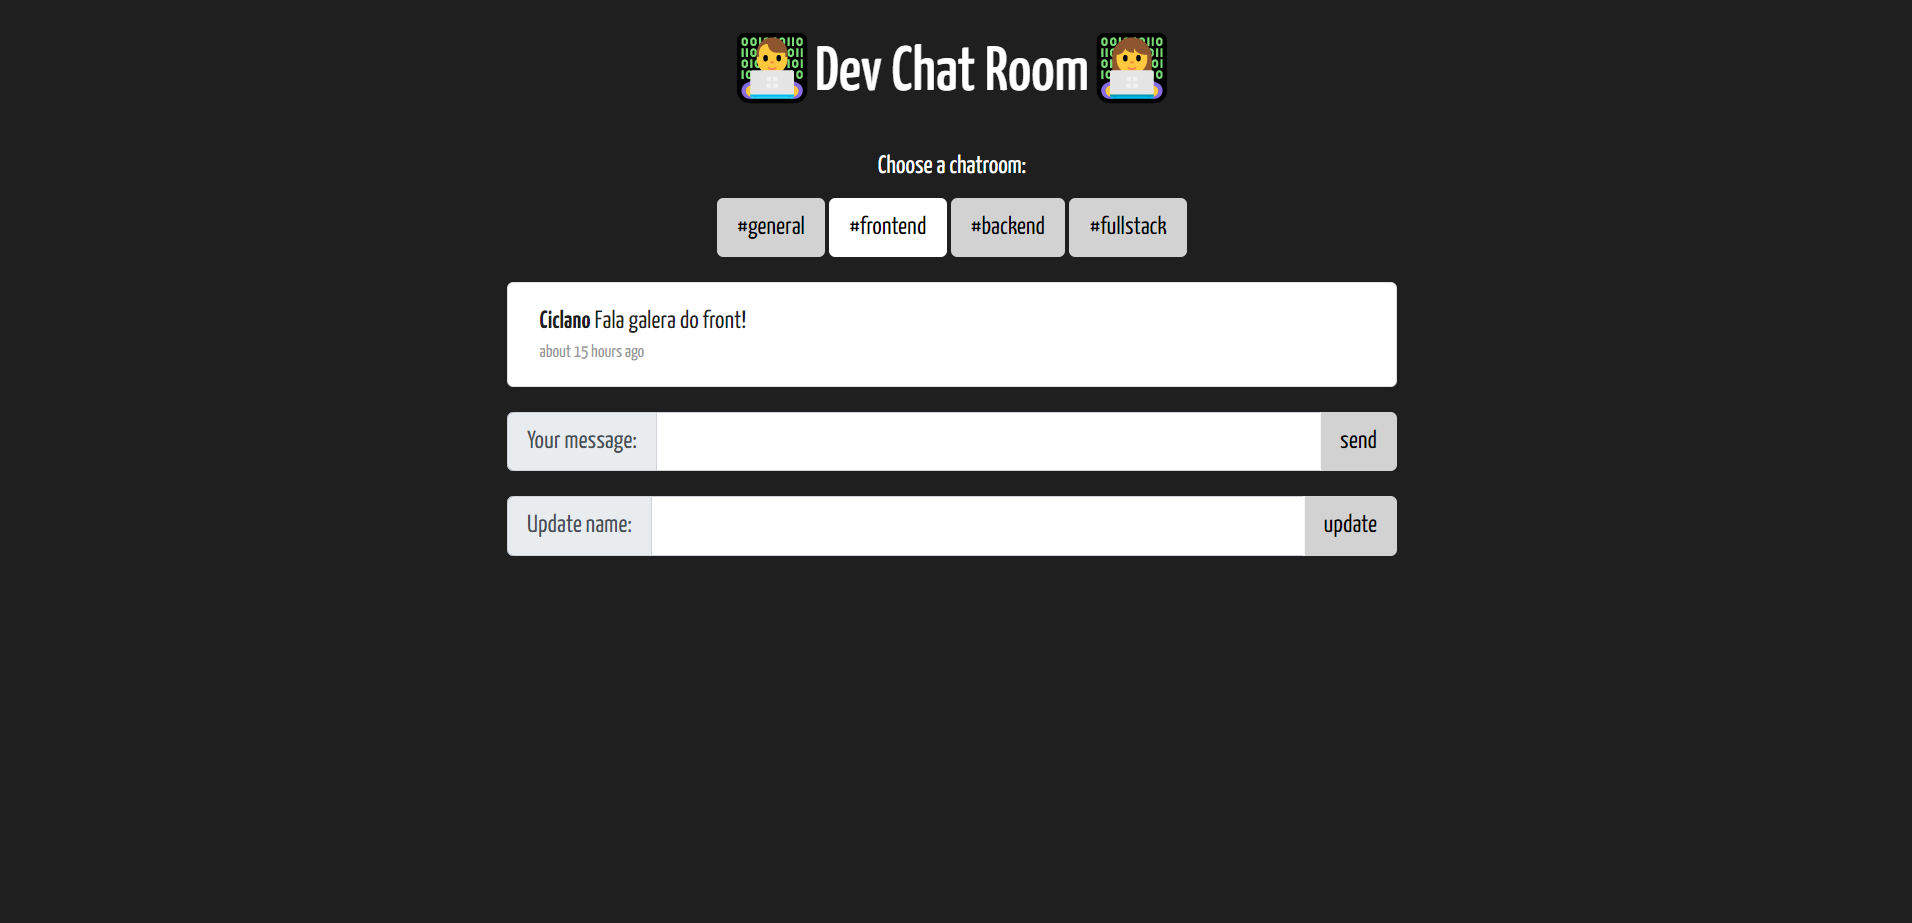 Dev Chat Room
Choose a chatroom:
#general #frontend #backend #fullstack
Ciclano Fala galera do front!
about 15 hours ago
Your message: send
Update name: update